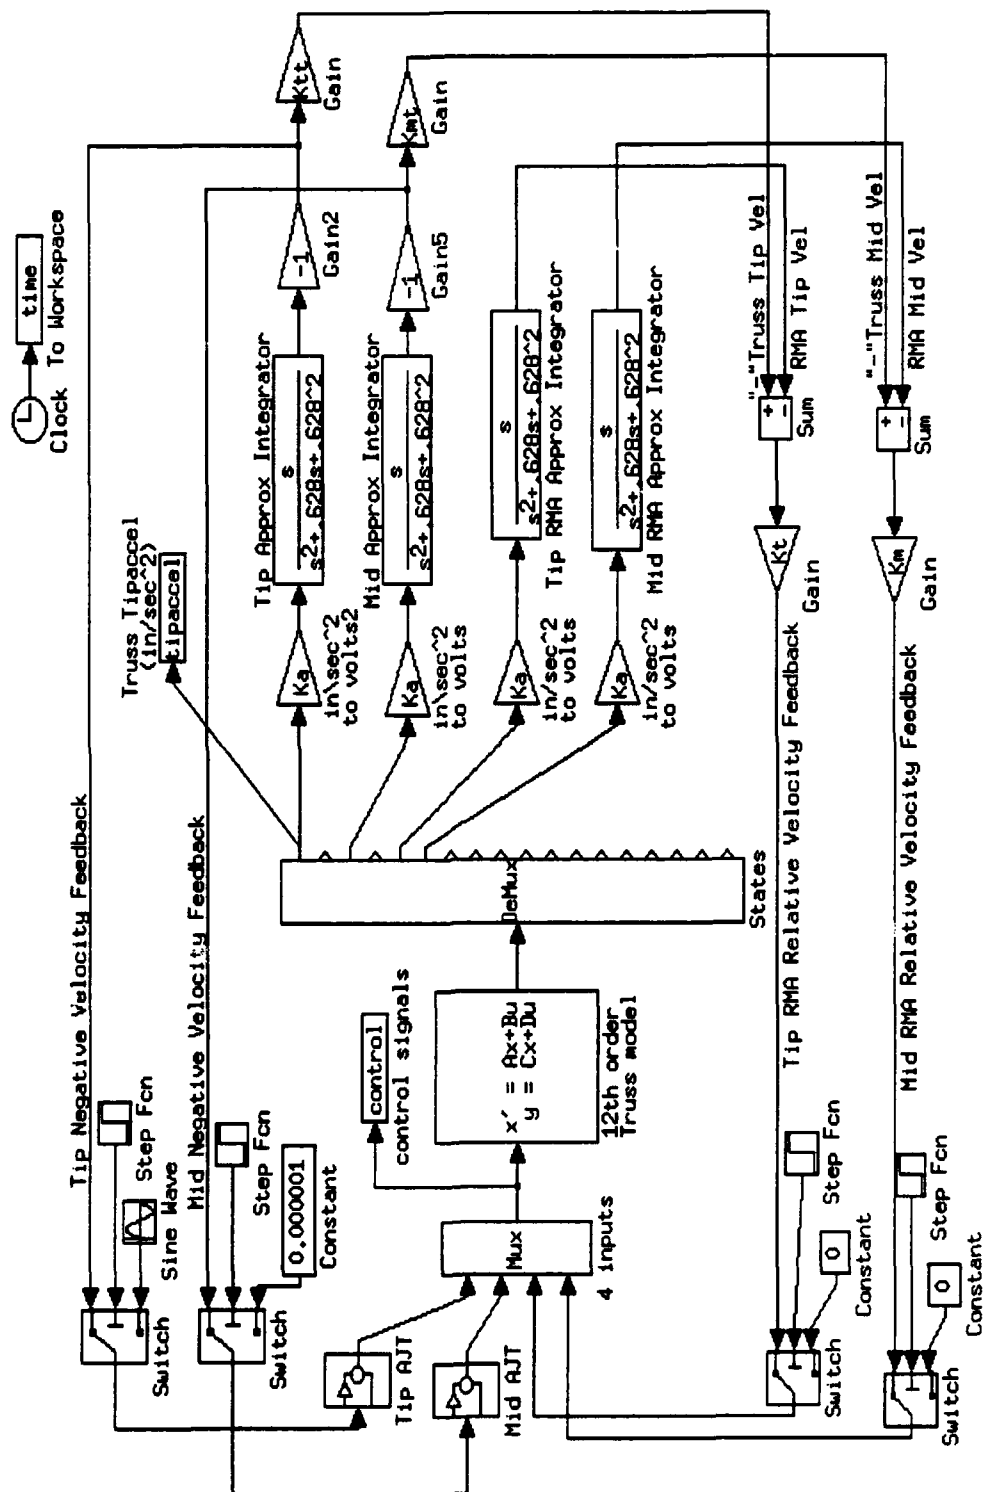 Clock
time
To Workspace
Truss Tipaccel
(in/sec^2)
tipaccel
Tip Negative Velocity Feedback
Step Fcn
Sine Wave
Switch
Mid Negative Velocity Feedback
Step Fcn
0.000001
Constant
Switch
Tip AJT
Mid AJT
Mux
4 inputs
control
control signals
x' = Ax+Bu
y = Cx+Du
12th order
Truss model
DeMux
States
Ka
in\sec^2
to volts2
Tip Approx Integrator
s
s2+.628s+.628^2
-1
Gain2
Ktt
Gain
Ka
in\sec^2
to volts
Mid Approx Integrator
s
s2+.628s+.628^2
-1
Gain5
Kmt
Gain
Ka
in/sec^2
to volts
s
s2+.628s+.628^2
Tip RMA Approx Integrator
Ka
in/sec^2
to volts
s
s2+.628s+.628^2
Mid RMA Approx Integrator
"-"Truss Tip Vel
RMA Tip Vel
+
-
Sum
Kt
Gain
Tip RMA Relative Velocity Feedback
Step Fcn
0
Constant
Switch
"-"Truss Mid Vel
RMA Mid Vel
+
-
Sum
Km
Gain
Mid RMA Relative Velocity Feedback
Step Fcn
0
Constant
Switch